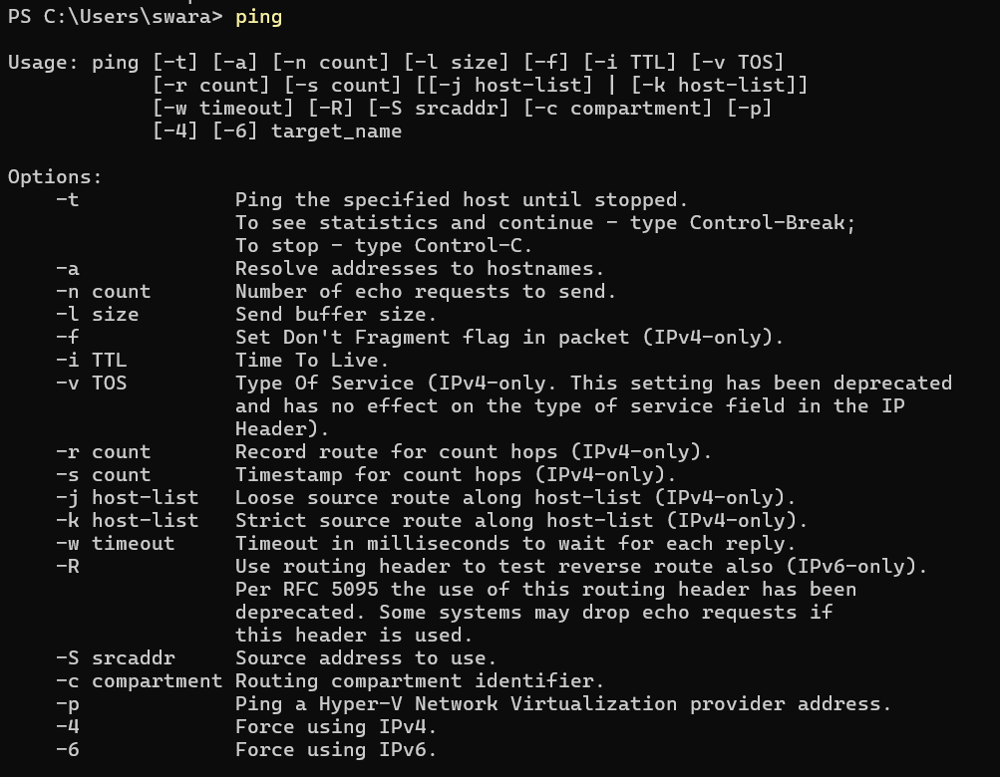 PS C:\Users\swara> ping
Usage: ping [-t] [-a] [-n count] [-l size] [-f] [-i TTL] [-v TOS]
            [-r count] [-s count] [[-j host-list] | [-k host-list]]
            [-w timeout] [-R] [-S srcaddr] [-c compartment] [-p]
            [-4] [-6] target_name
Options:
    -t             Ping the specified host until stopped.
                   To see statistics and continue - type Control-Break;
                   To stop - type Control-C.
    -a             Resolve addresses to hostnames.
    -n count       Number of echo requests to send.
    -l size        Send buffer size.
    -f             Set Don't Fragment flag in packet (IPv4-only).
    -i TTL         Time To Live.
    -v TOS         Type Of Service (IPv4-only. This setting has been deprecated
                   and has no effect on the type of service field in the IP
                   Header).
    -r count       Record route for count hops (IPv4-only).
    -s count       Timestamp for count hops (IPv4-only).
    -j host-list   Loose source route along host-list (IPv4-only).
    -k host-list   Strict source route along host-list (IPv4-only).
    -w timeout     Timeout in milliseconds to wait for each reply.
    -R             Use routing header to test reverse route also (IPv6-only).
                   Per RFC 5095 the use of this routing header has been
                   deprecated. Some systems may drop echo requests if
                   this header is used.
    -S srcaddr     Source address to use.
    -c compartment Routing compartment identifier.
    -p             Ping a Hyper-V Network Virtualization provider address.
    -4             Force using IPv4.
    -6             Force using IPv6.